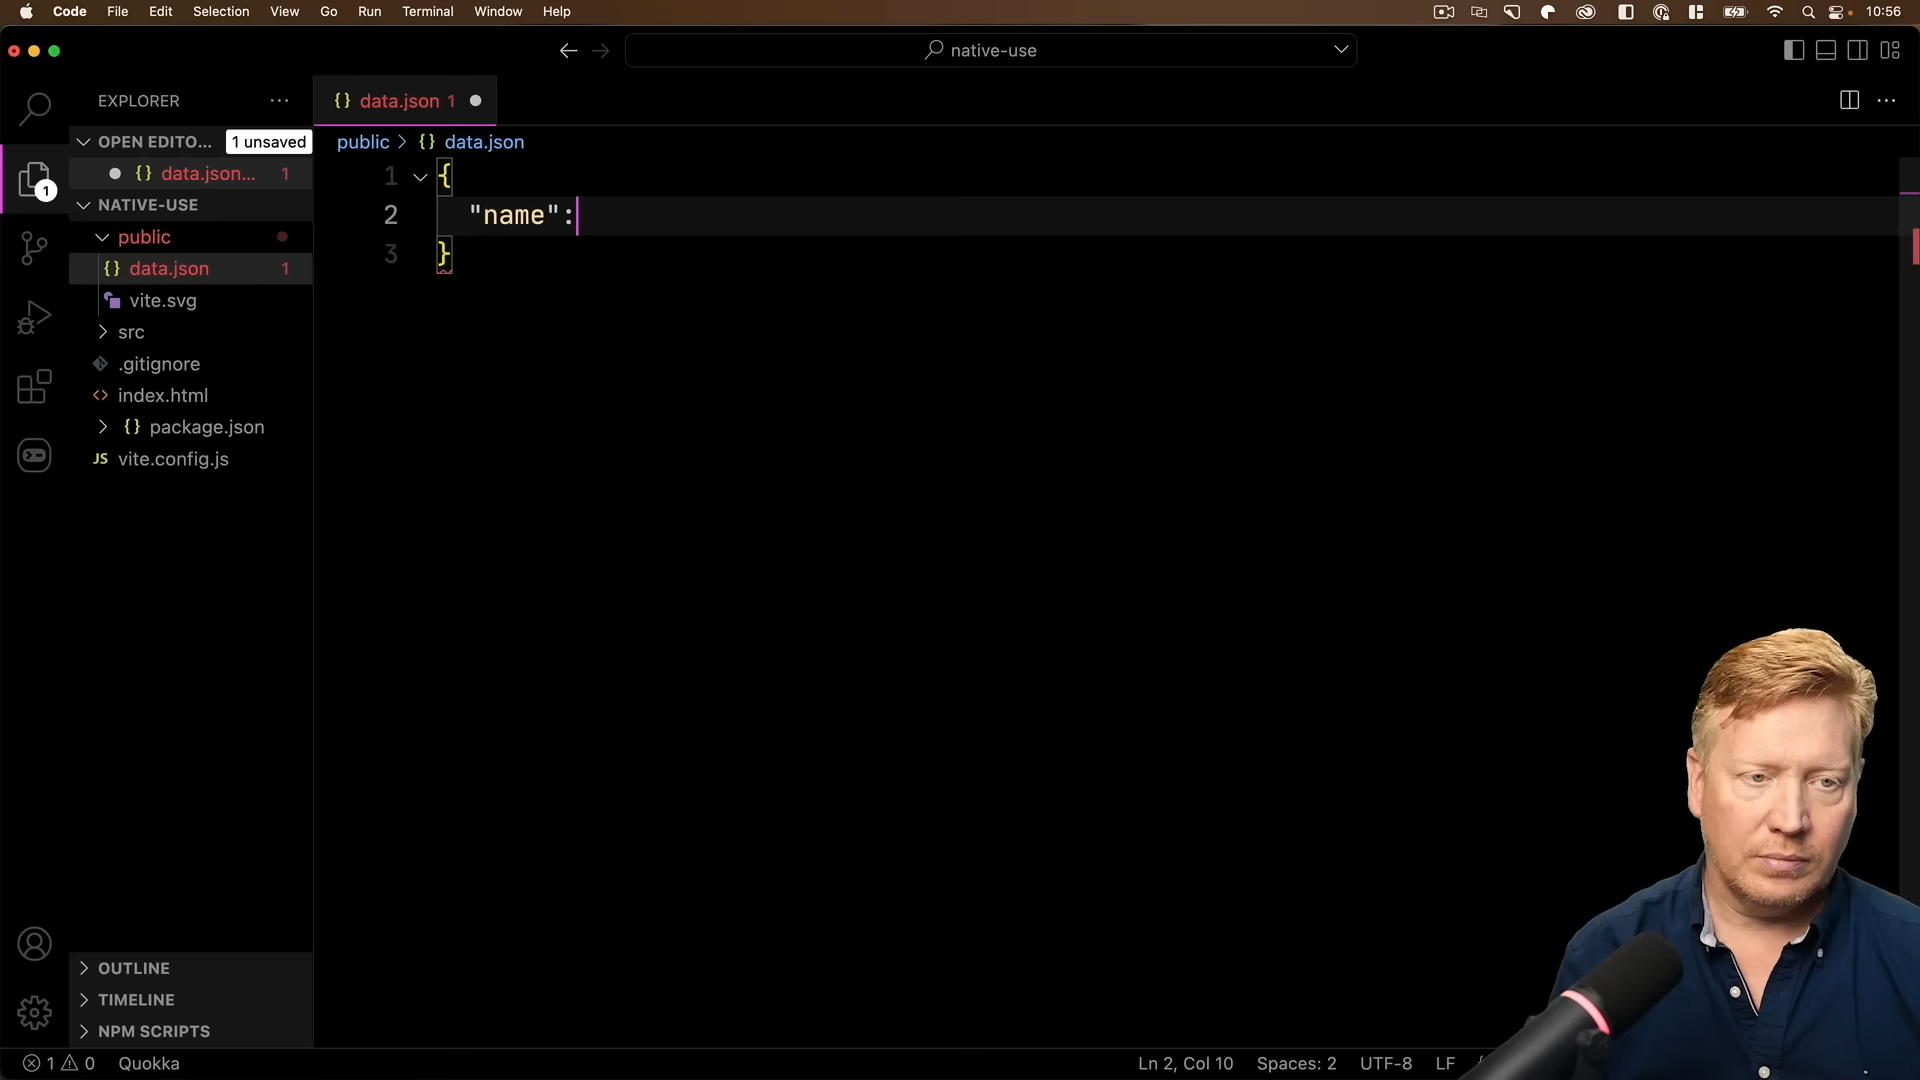 Code File Edit Selection View Go Run Terminal Window Help 10:56
native-use
EXPLORER
data.json 1
OPEN EDITO... 1 unsaved
public > {} data.json
data.json... 1
NATIVE-USE
public
{} data.json 1
vite.svg
src
.gitignore
index.html
{} package.json
JS vite.config.js
1 {
2 "name":
3 }
1
OUTLINE
TIMELINE
NPM SCRIPTS
1 0 Quokka Ln 2, Col 10 Spaces: 2 UTF-8 LF